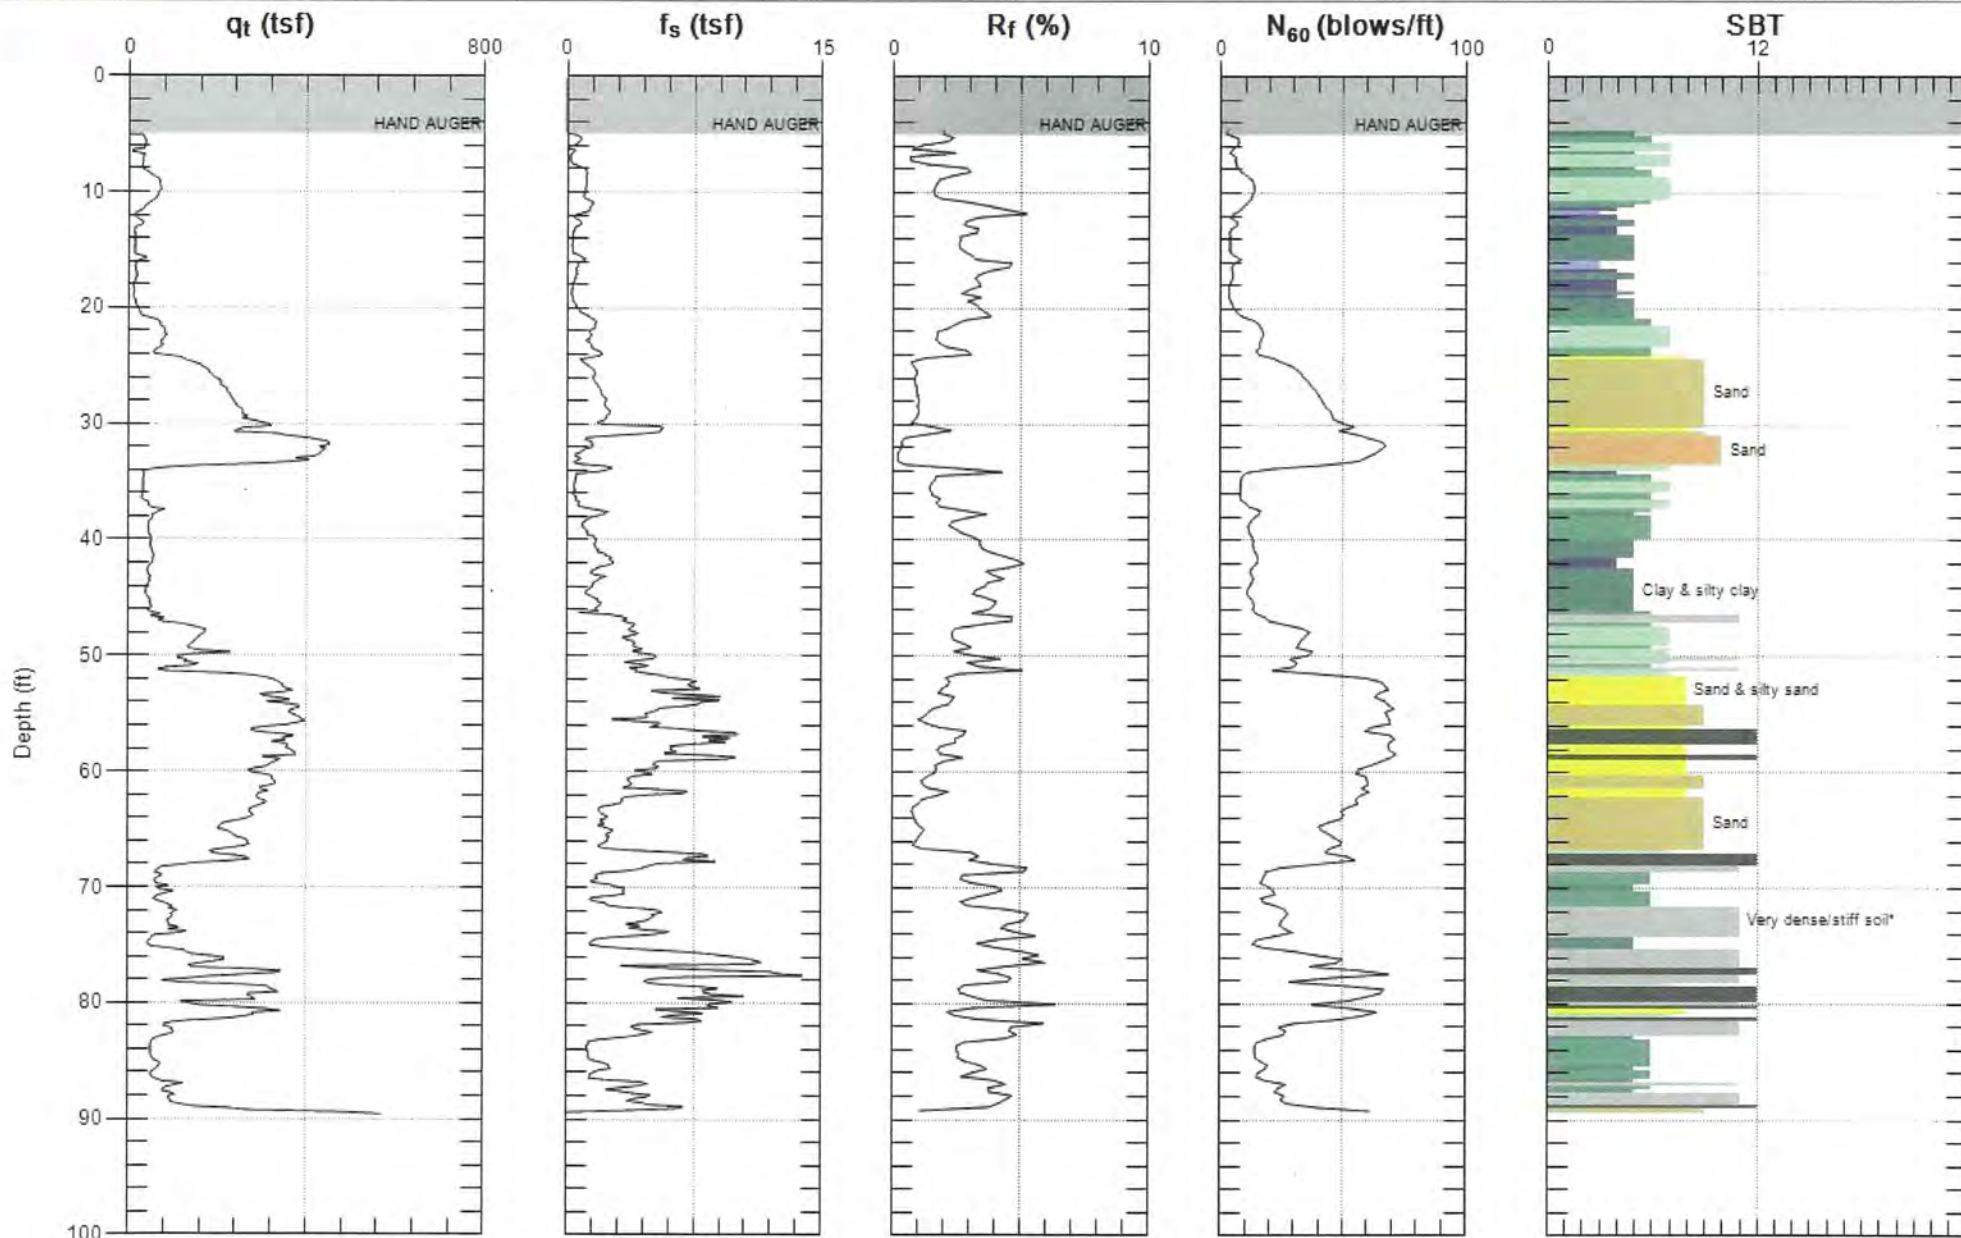 qt (tsf) fs (tsf) Rf (%) N60 (blows/ft) SBT
0 800 0 15 0 10 0 100 0 12
0
HAND AUGER HAND AUGER HAND AUGER HAND AUGER
10
20
Sand
30
Sand
40
Clay & silty clay
50
Sand & silty sand
Depth (ft)
60
Sand
70
Very dense/stiff soil*
80
90
100